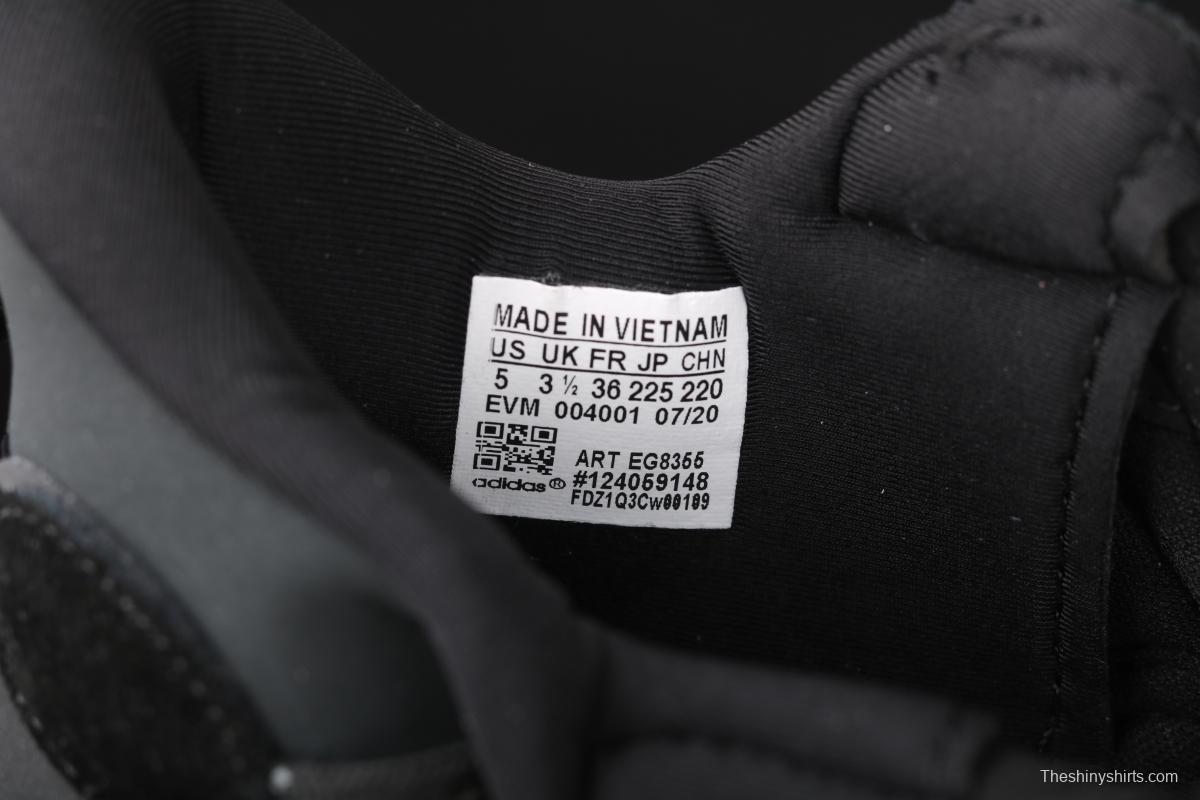 MADE IN VIETNAM
US UK FR JP CHN
5 3 ½ 36 225 220
EVM 004001 07/20
ART EG8355
#124059148
adidas®
FDZ1Q3Cw00109
Theshinyshirts.com